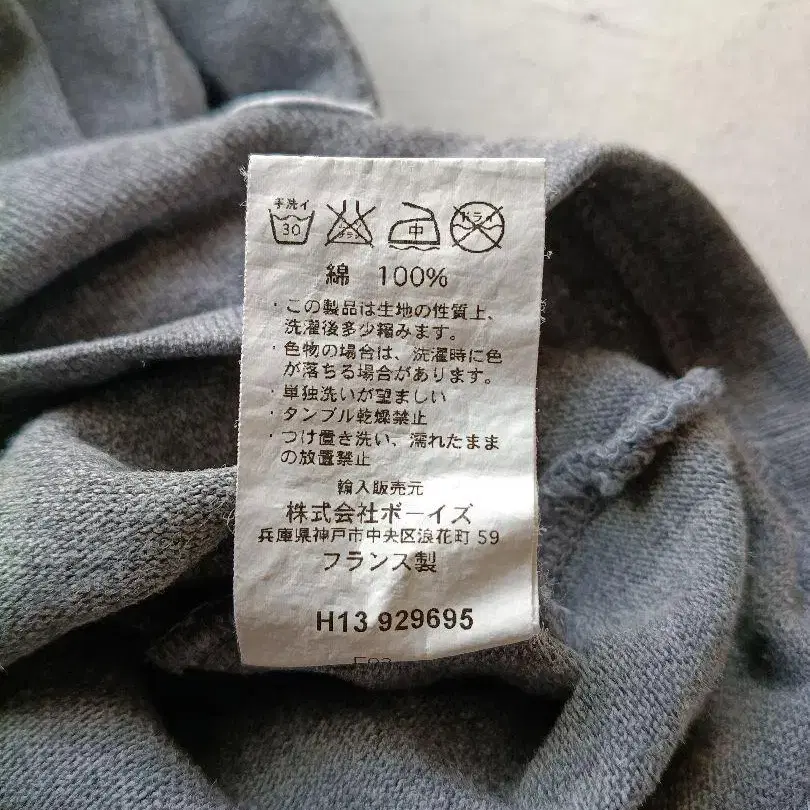 手洗イ
30
中
ドライ
綿 100%
・この製品は生地の性質上、
洗濯後多少縮みます。
・色物の場合は、洗濯時に色
が落ちる場合があります。
・単独洗いが望ましい
・タンブル乾燥禁止
・つけ置き洗い、濡れたまま
の放置禁止
輸入販売元
株式会社ボーイズ
兵庫県神戸市中央区浪花町 59
フランス製
H13 929695